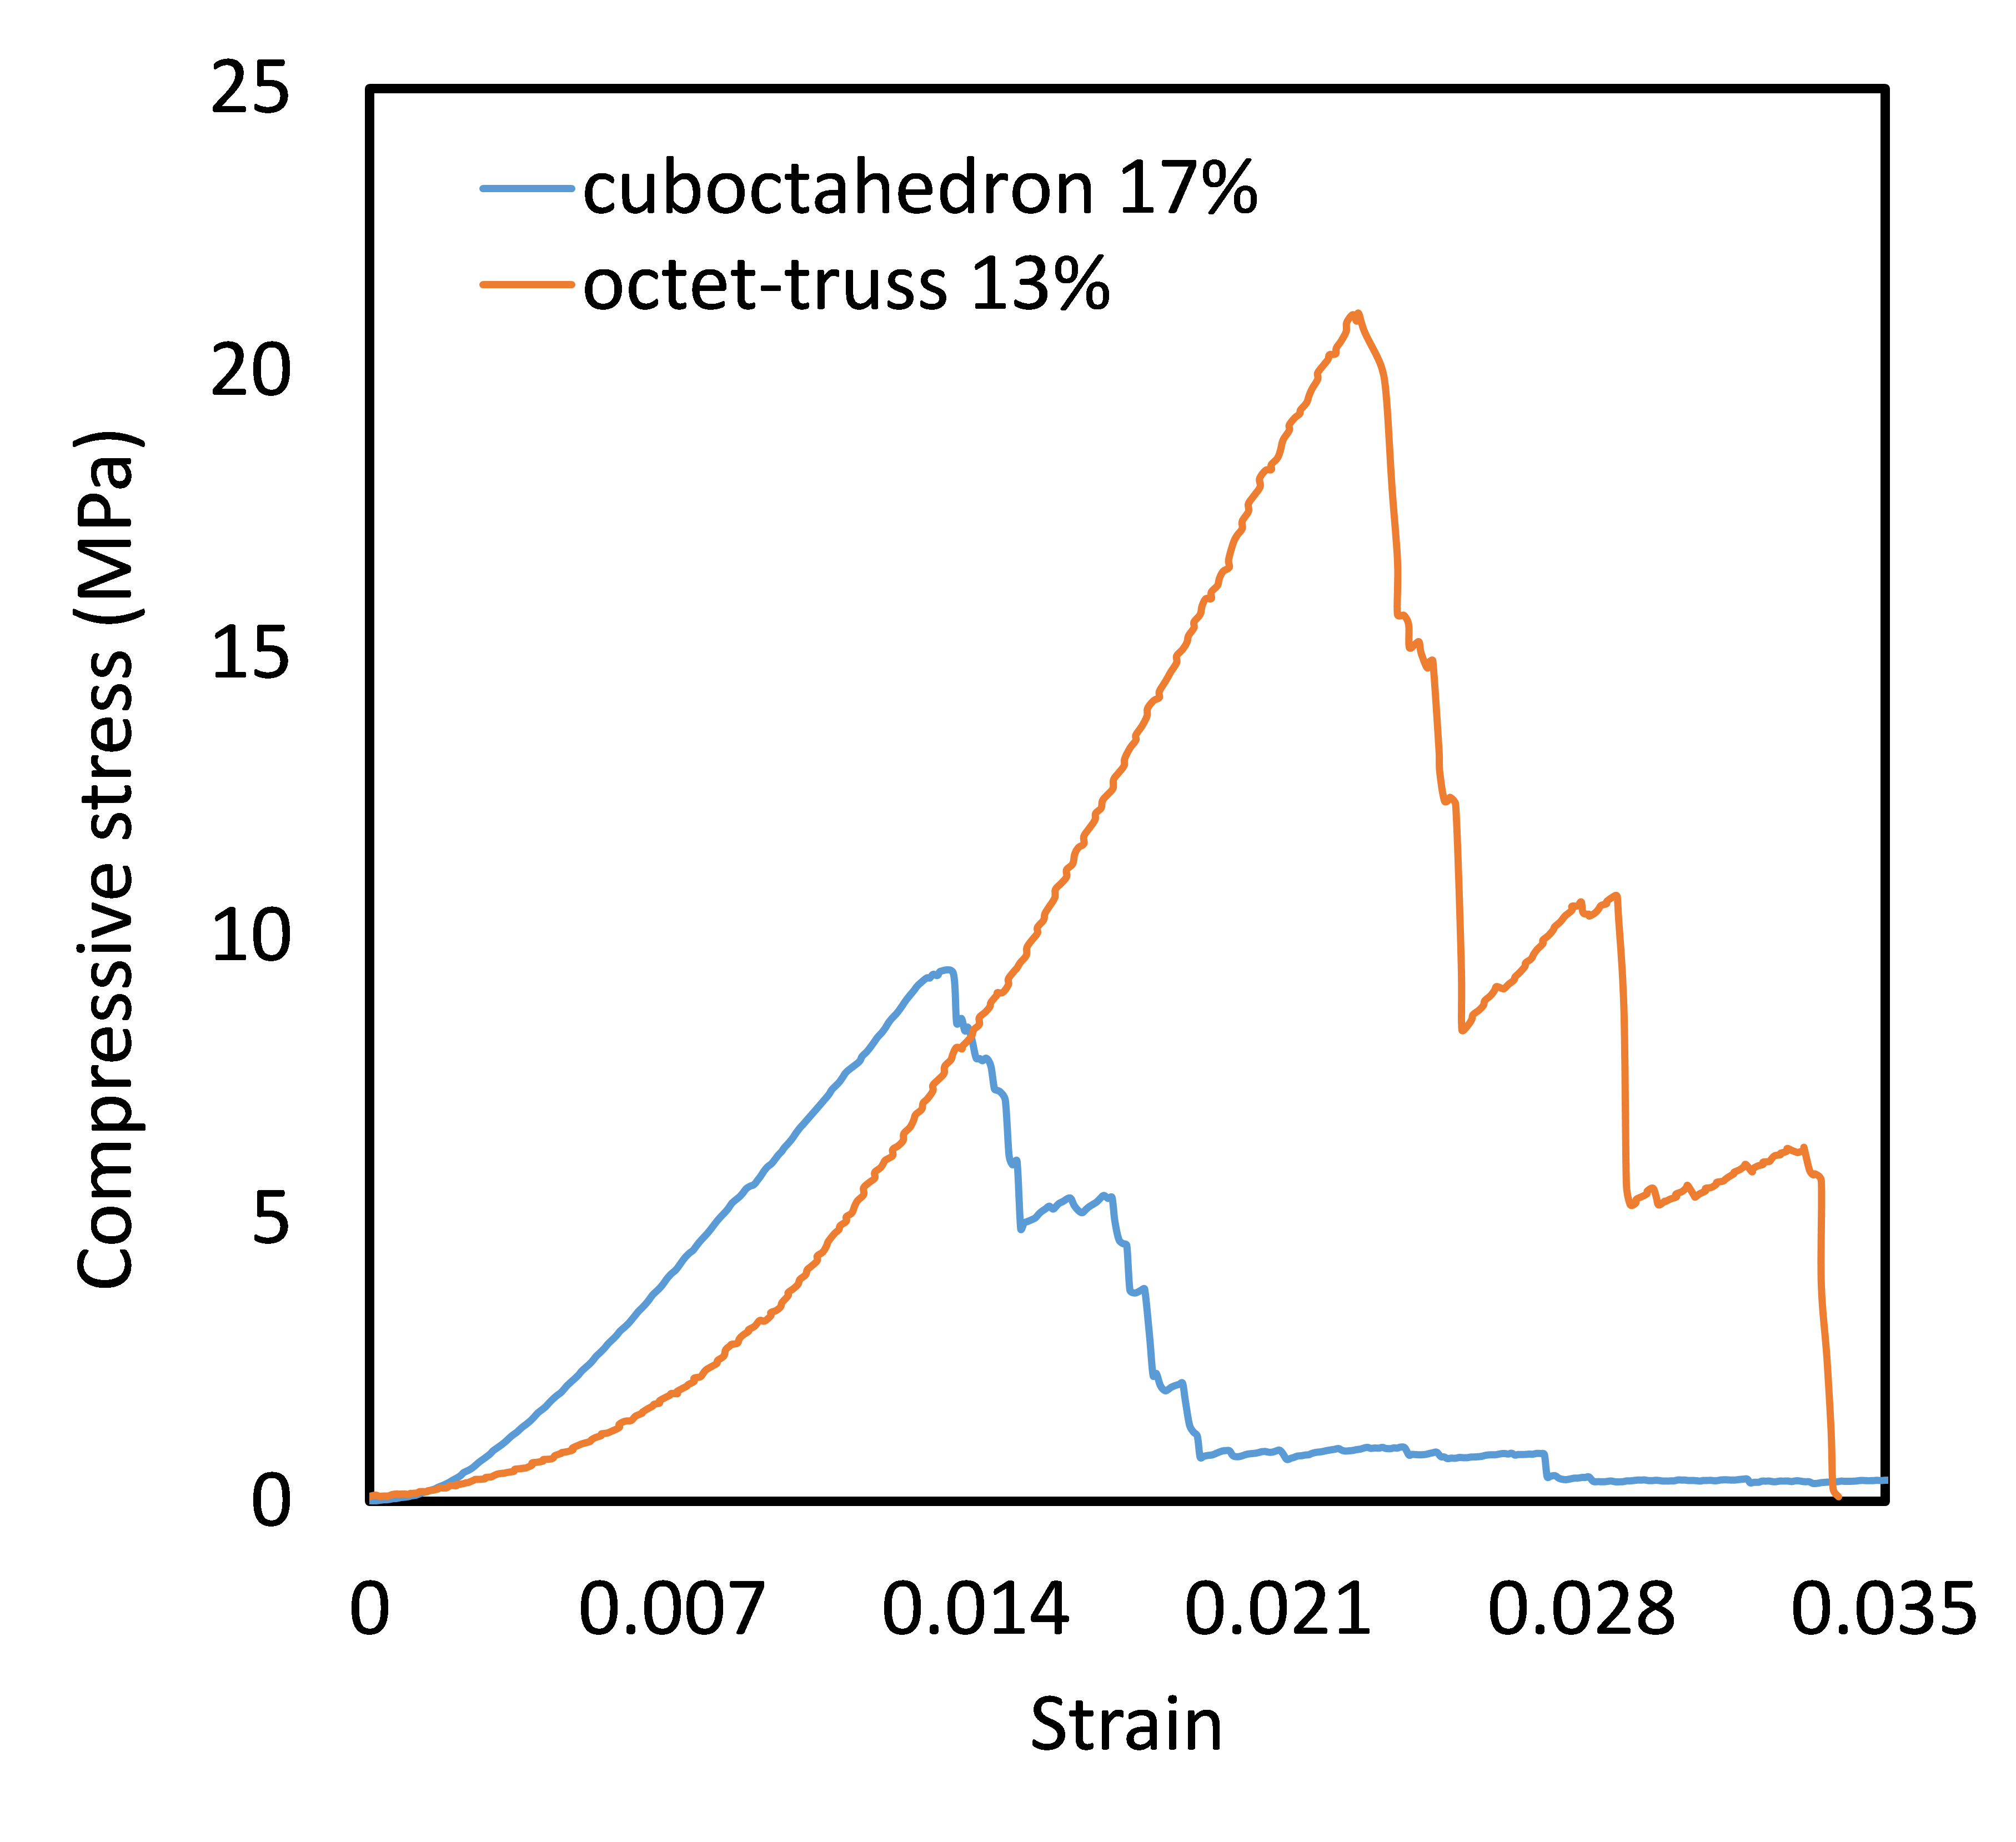 25
cuboctahedron 17%
octet-truss 13%
20
15
10
5
0
Compressive stress (MPa)
0 0.007 0.014 0.021 0.028 0.035
Strain